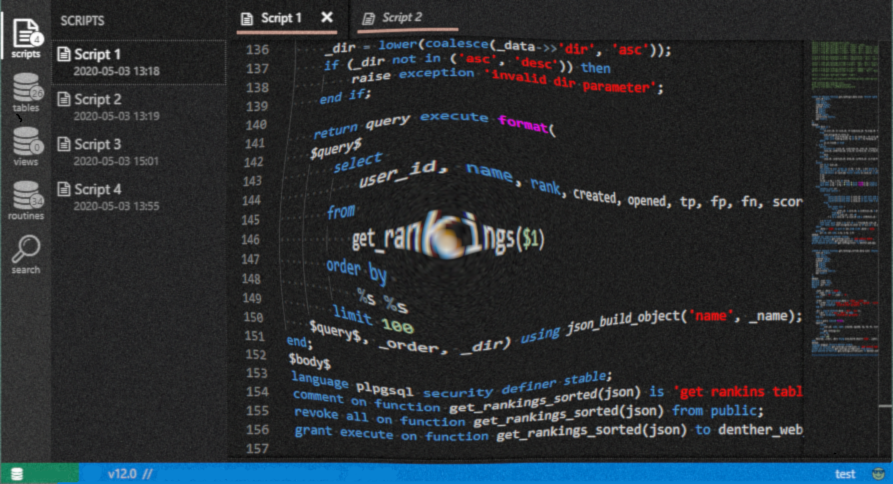 SCRIPTS
Script 1
Script 2
4
scripts
Script 1
2020-05-03 13:18
26
tables
Script 2
2020-05-03 13:19
0
views
Script 3
2020-05-03 15:01
34
routines
Script 4
2020-05-03 13:55
search
136 _dir = lower(coalesce(_data->>'dir', 'asc'));
137 if (_dir not in ('asc', 'desc')) then
138 raise exception 'invalid dir parameter';
139 end if;
140
141 return query execute format(
142 $query$
143 select
144 user_id, name, rank, created, opened, tp, fp, fn, scor
145 from
146 get_rankings($1)
147 order by
148 %s %s
149 limit 100
150 $query$, _order, _dir) using json_build_object('name', _name);
151 end;
152 $body$
153 language plpgsql security definer stable;
154 comment on function get_rankings_sorted(json) is 'get rankins tabl
155 revoke all on function get_rankings_sorted(json) from public;
156 grant execute on function get_rankings_sorted(json) to denther_web
157
v12.0 //
test